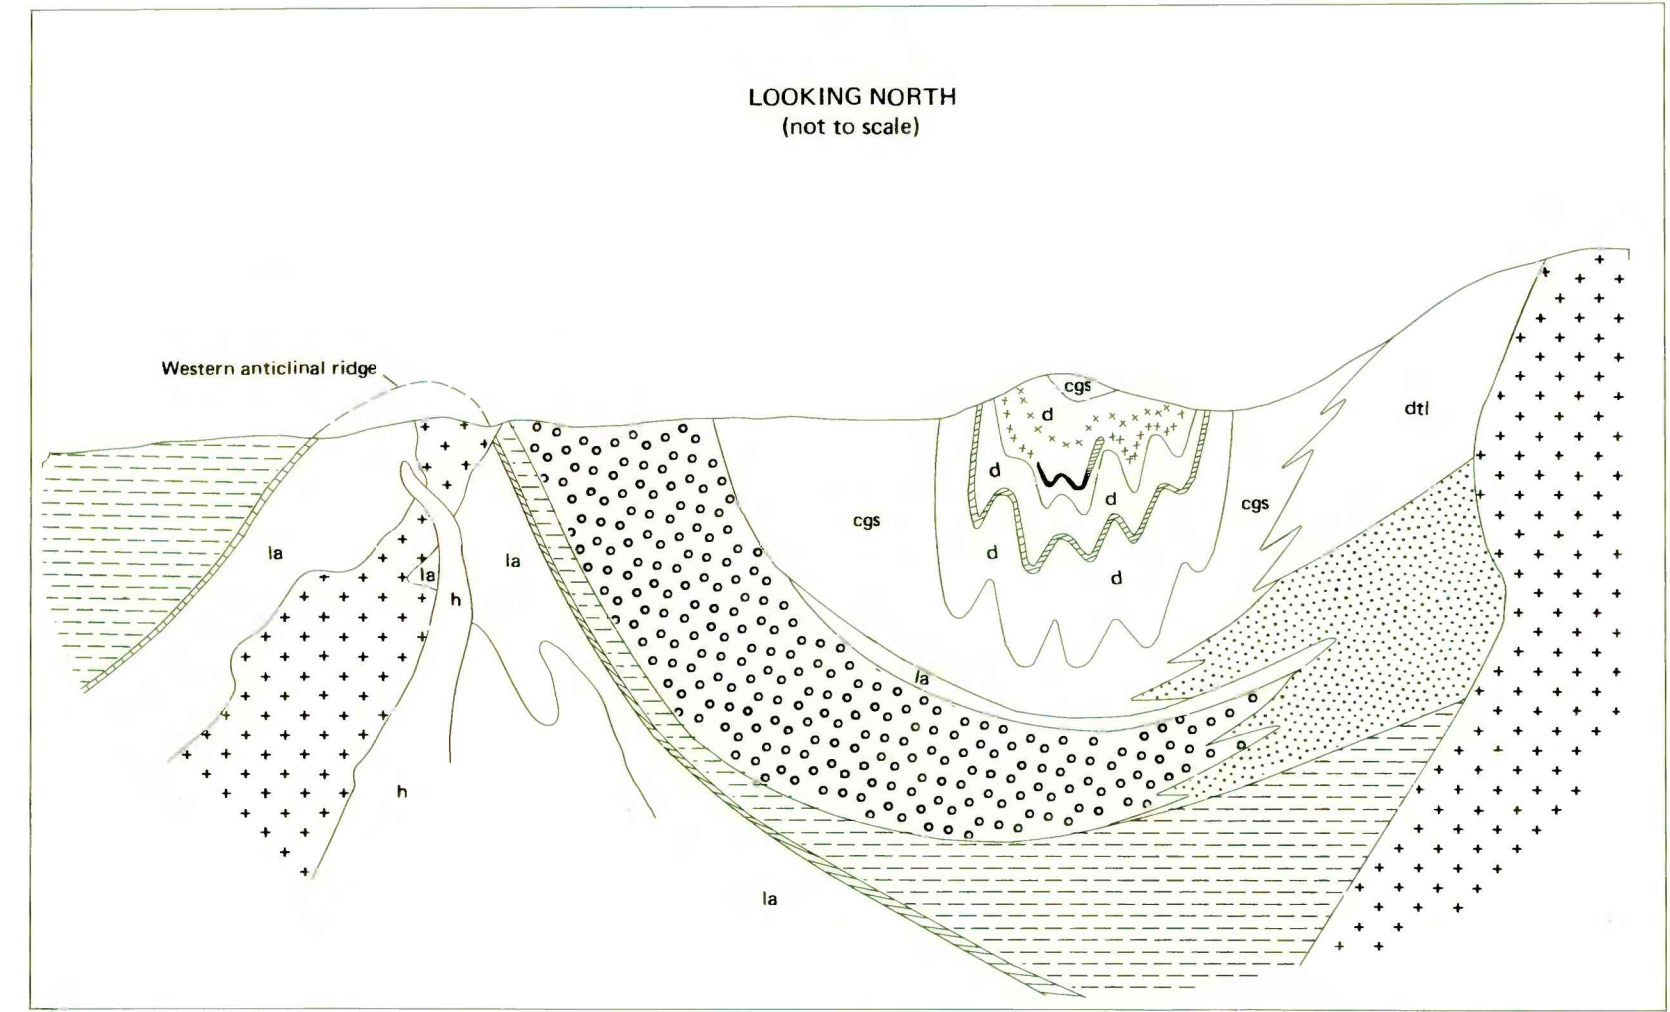 LOOKING NORTH
(not to scale)
Western anticlinal ridge
cgs
d
dtl
d
d
cgs
cgs
la
d
la
la
d
h
la
h
la